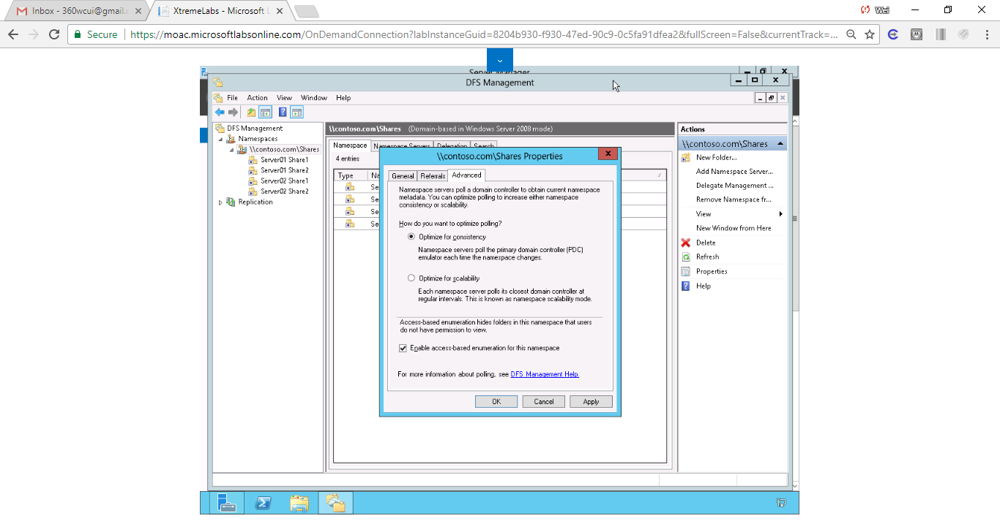 Inbox - 360wcui@gmail.c
XtremeLabs - Microsoft L
Wei
Secure
https://moac.microsoftlabsonline.com/OnDemandConnection?labInstanceGuid=8204b930-f930-47ed-90c9-0c5fa91dfea2&fullScreen=False&currentTrack=...
Server Manager
DFS Management
File Action View Window Help
DFS Management
Namespaces
\\contoso.com\Shares
Server01 Share1
Server01 Share2
Server02 Share1
Server02 Share2
Replication
\\contoso.com\Shares (Domain-based in Windows Server 2008 mode)
Namespace Namespace Servers Delegation Search
4 entries
Type Na
Se
Se
Se
Se
\\contoso.com\Shares Properties
General Referrals Advanced
Namespace servers poll a domain controller to obtain current namespace
metadata. You can optimize polling to increase either namespace
consistency or scalability.
How do you want to optimize polling?
Optimize for consistency
Namespace servers poll the primary domain controller (PDC)
emulator each time the namespace changes.
Optimize for scalability
Each namespace server polls its closest domain controller at
regular intervals. This is known as namespace scalability mode.
Access-based enumeration hides folders in this namespace that users
do not have permission to view.
Enable access-based enumeration for this namespace
For more information about polling, see DFS Management Help.
OK Cancel Apply
Actions
\\contoso.com\Shares
New Folder...
Add Namespace Server...
Delegate Management ...
Remove Namespace fr...
View
New Window from Here
Delete
Refresh
Properties
Help